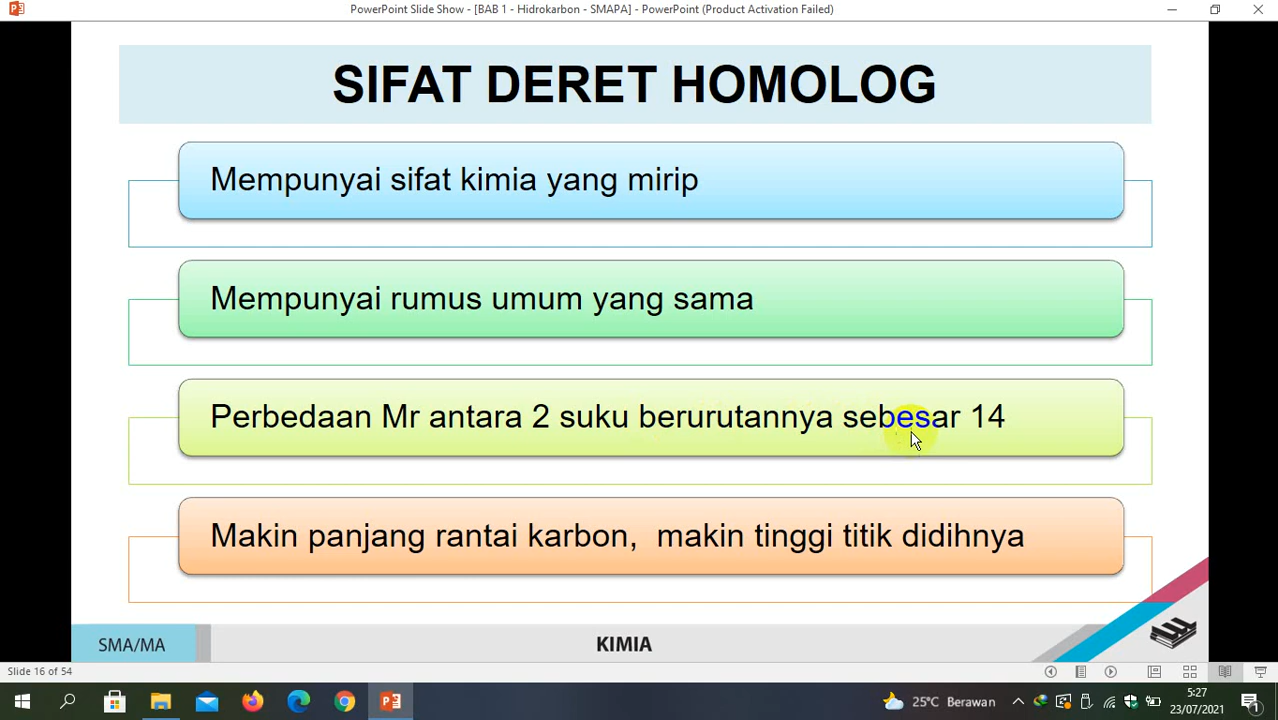 PowerPoint Slide Show - [BAB 1 - Hidrokarbon - SMAPA] - PowerPoint (Product Activation Failed)
SIFAT DERET HOMOLOG
Mempunyai sifat kimia yang mirip
Mempunyai rumus umum yang sama
Perbedaan Mr antara 2 suku berurutannya sebesar 14
Makin panjang rantai karbon, makin tinggi titik didihnya
SMA/MA
KIMIA
Slide 16 of 54
25°C Berawan
5:27
23/07/2021
1